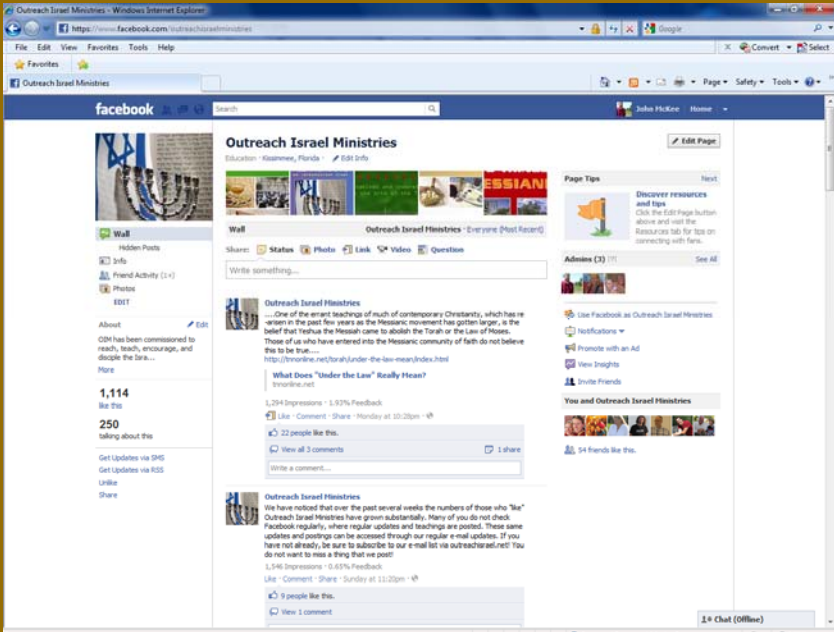 Outreach Israel Ministries - Windows Internet Explorer
https://www.facebook.com/outreachisraelministries
Google
File Edit View Favorites Tools Help
Convert Select
Favorites
Outreach Israel Ministries
Page Safety Tools
facebook
Search
John McKee Home
Outreach Israel Ministries
Education · Kissimmee, Florida · Edit Info
Edit Page
Wall
Hidden Posts
Info
Friend Activity (1+)
Photos
EDIT
About Edit
OIM has been commissioned to
reach, teach, encourage, and
disciple the Isra...
More
1,114
like this
250
talking about this
Get Updates via SMS
Get Updates via RSS
Unlike
Share
Wall Outreach Israel Ministries · Everyone (Most Recent)
Share: Status Photo Link Video Question
Write something...
Outreach Israel Ministries
....One of the errant teachings of much of contemporary Christianity, which has re
-arisen in the past few years as the Messianic movement has gotten larger, is the
belief that Yeshua the Messiah came to abolish the Torah or the Law of Moses.
Those of us who have entered into the Messianic community of faith do not believe
this to be true....
http://tnnonline.net/torah/under-the-law-mean/index.html
What Does "Under the Law" Really Mean?
tnnonline.net
1,294 Impressions · 1.93% Feedback
Like · Comment · Share · Monday at 10:28pm
22 people like this.
View all 3 comments 1 share
Write a comment...
Outreach Israel Ministries
We have noticed that over the past several weeks the numbers of those who "like"
Outreach Israel Ministries have grown substantially. Many of you do not check
Facebook regularly, where regular updates and teachings are posted. These same
updates and postings can be accessed through our regular e-mail updates. If you
have not already, be sure to subscribe to our e-mail list via outreachisrael.net! You
do not want to miss a thing that we post!
1,546 Impressions · 0.65% Feedback
Like · Comment · Share · Sunday at 11:20pm
9 people like this.
View 1 comment
Page Tips Next
Discover resources
and tips
Click the Edit Page button
above and visit the
Resources tab for tips on
connecting with fans.
Admins (3) [?] See All
Use Facebook as Outreach Israel Ministries
Notifications
Promote with an Ad
View Insights
Invite Friends
You and Outreach Israel Ministries
54 friends like this.
Chat (Offline)